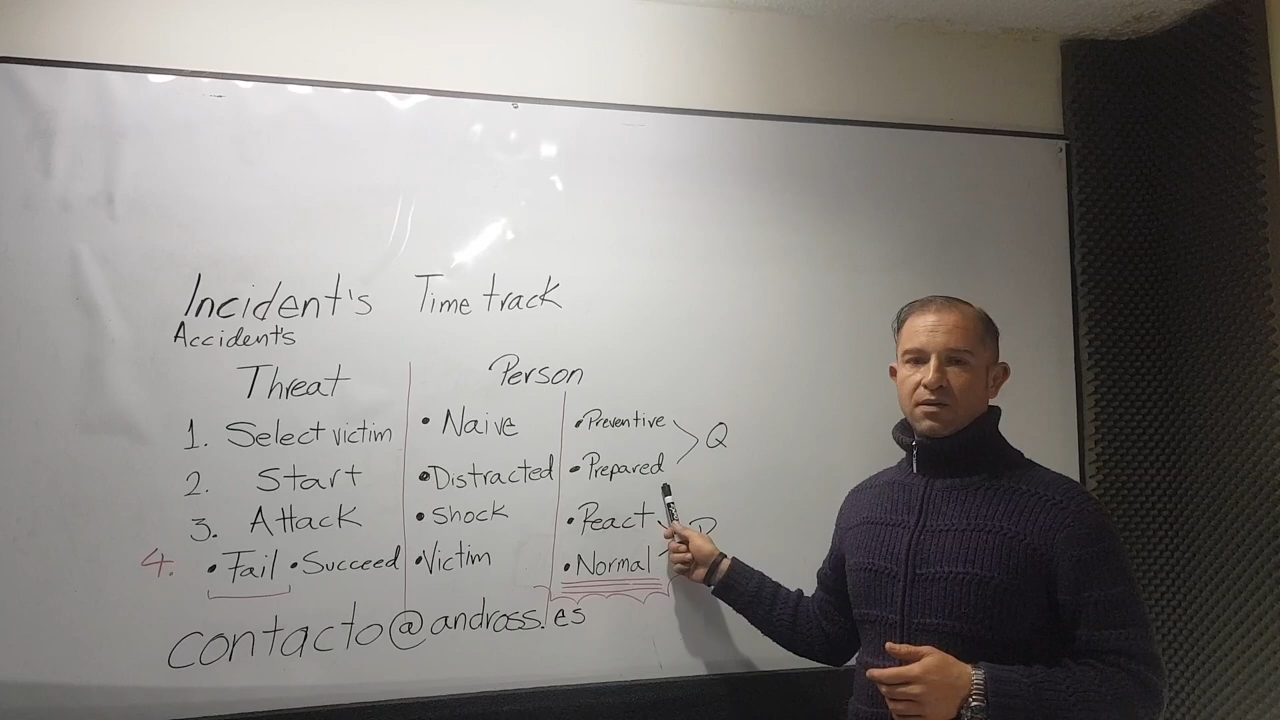 Incident's Time track
Accident's
Threat Person
1. Select victim • Naive • Preventive > Q
2. Start • Distracted • Prepared
3. Attack • Shock • React
4. • Fail • Succeed • Victim • Normal
contacto@andross.es